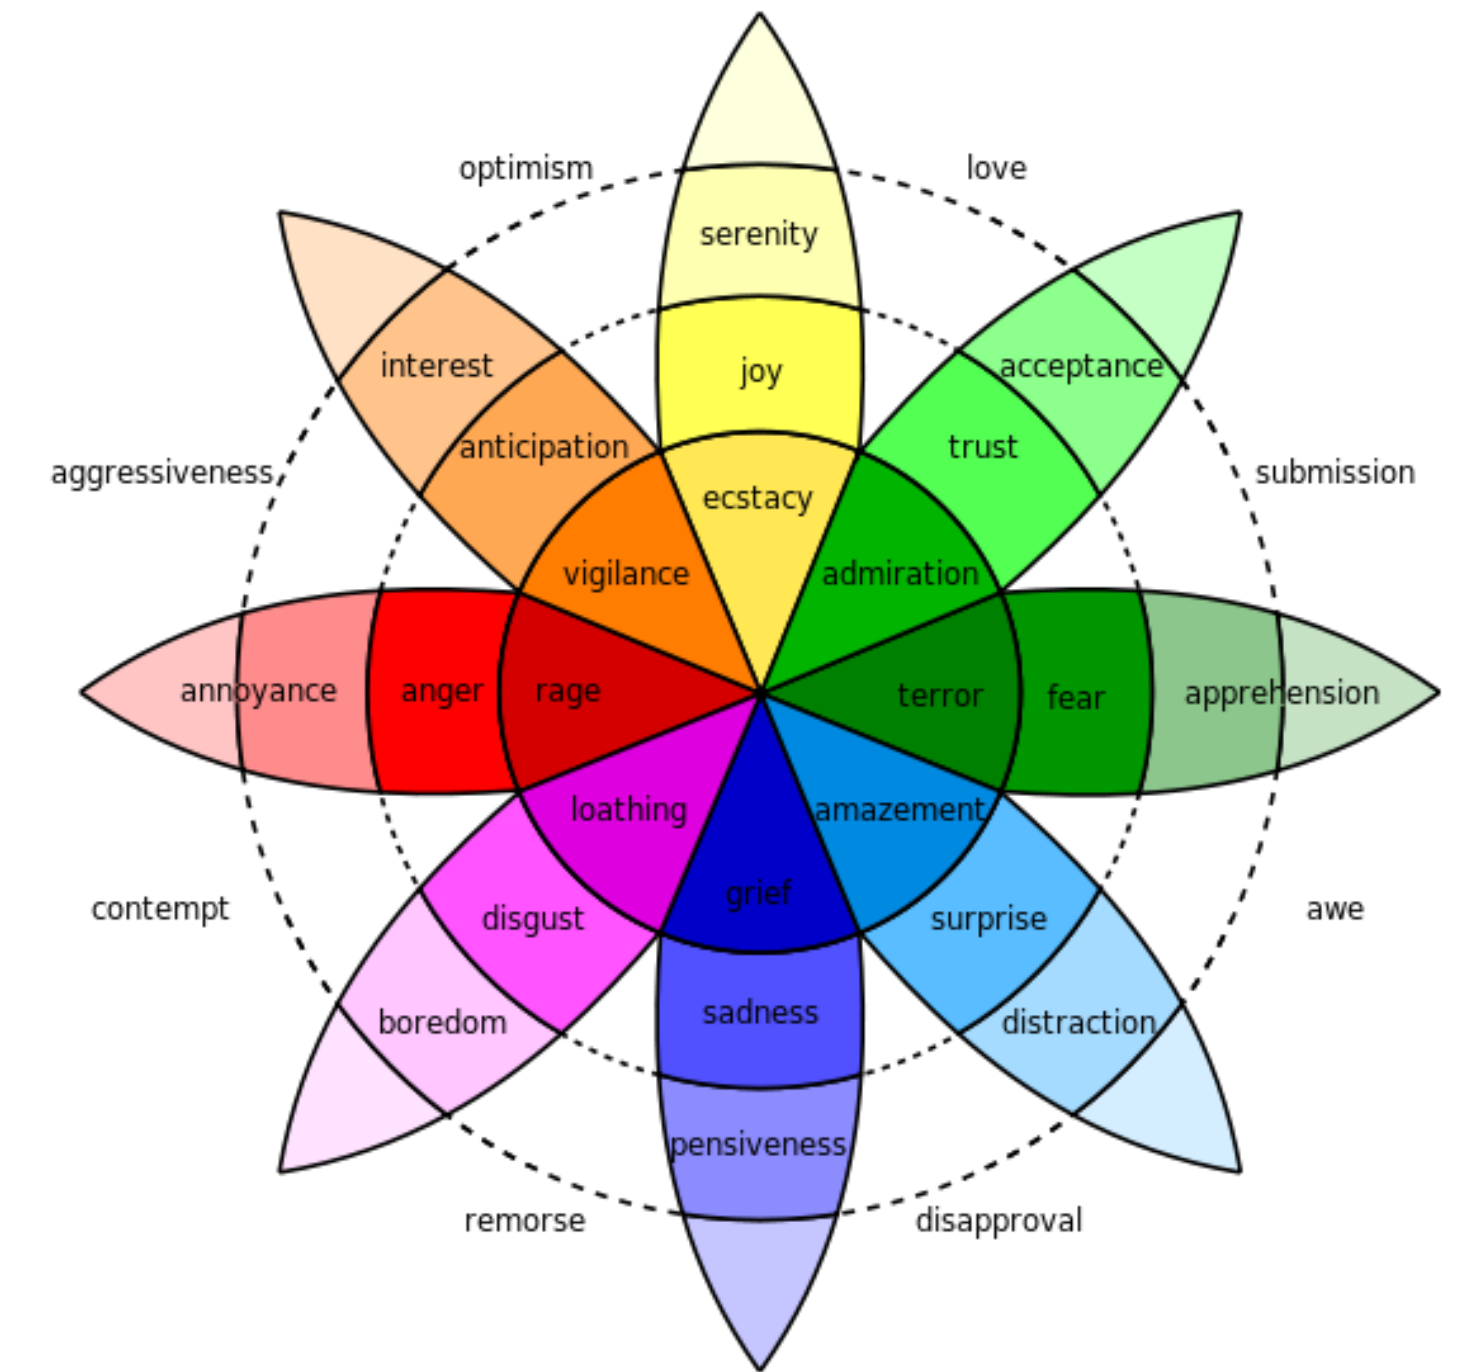 optimism
love
serenity
interest
acceptance
joy
anticipation
trust
aggressiveness
submission
ecstacy
vigilance
admiration
annoyance
anger
rage
terror
fear
apprehension
loathing
amazement
grief
contempt
awe
disgust
surprise
sadness
boredom
distraction
pensiveness
remorse
disapproval